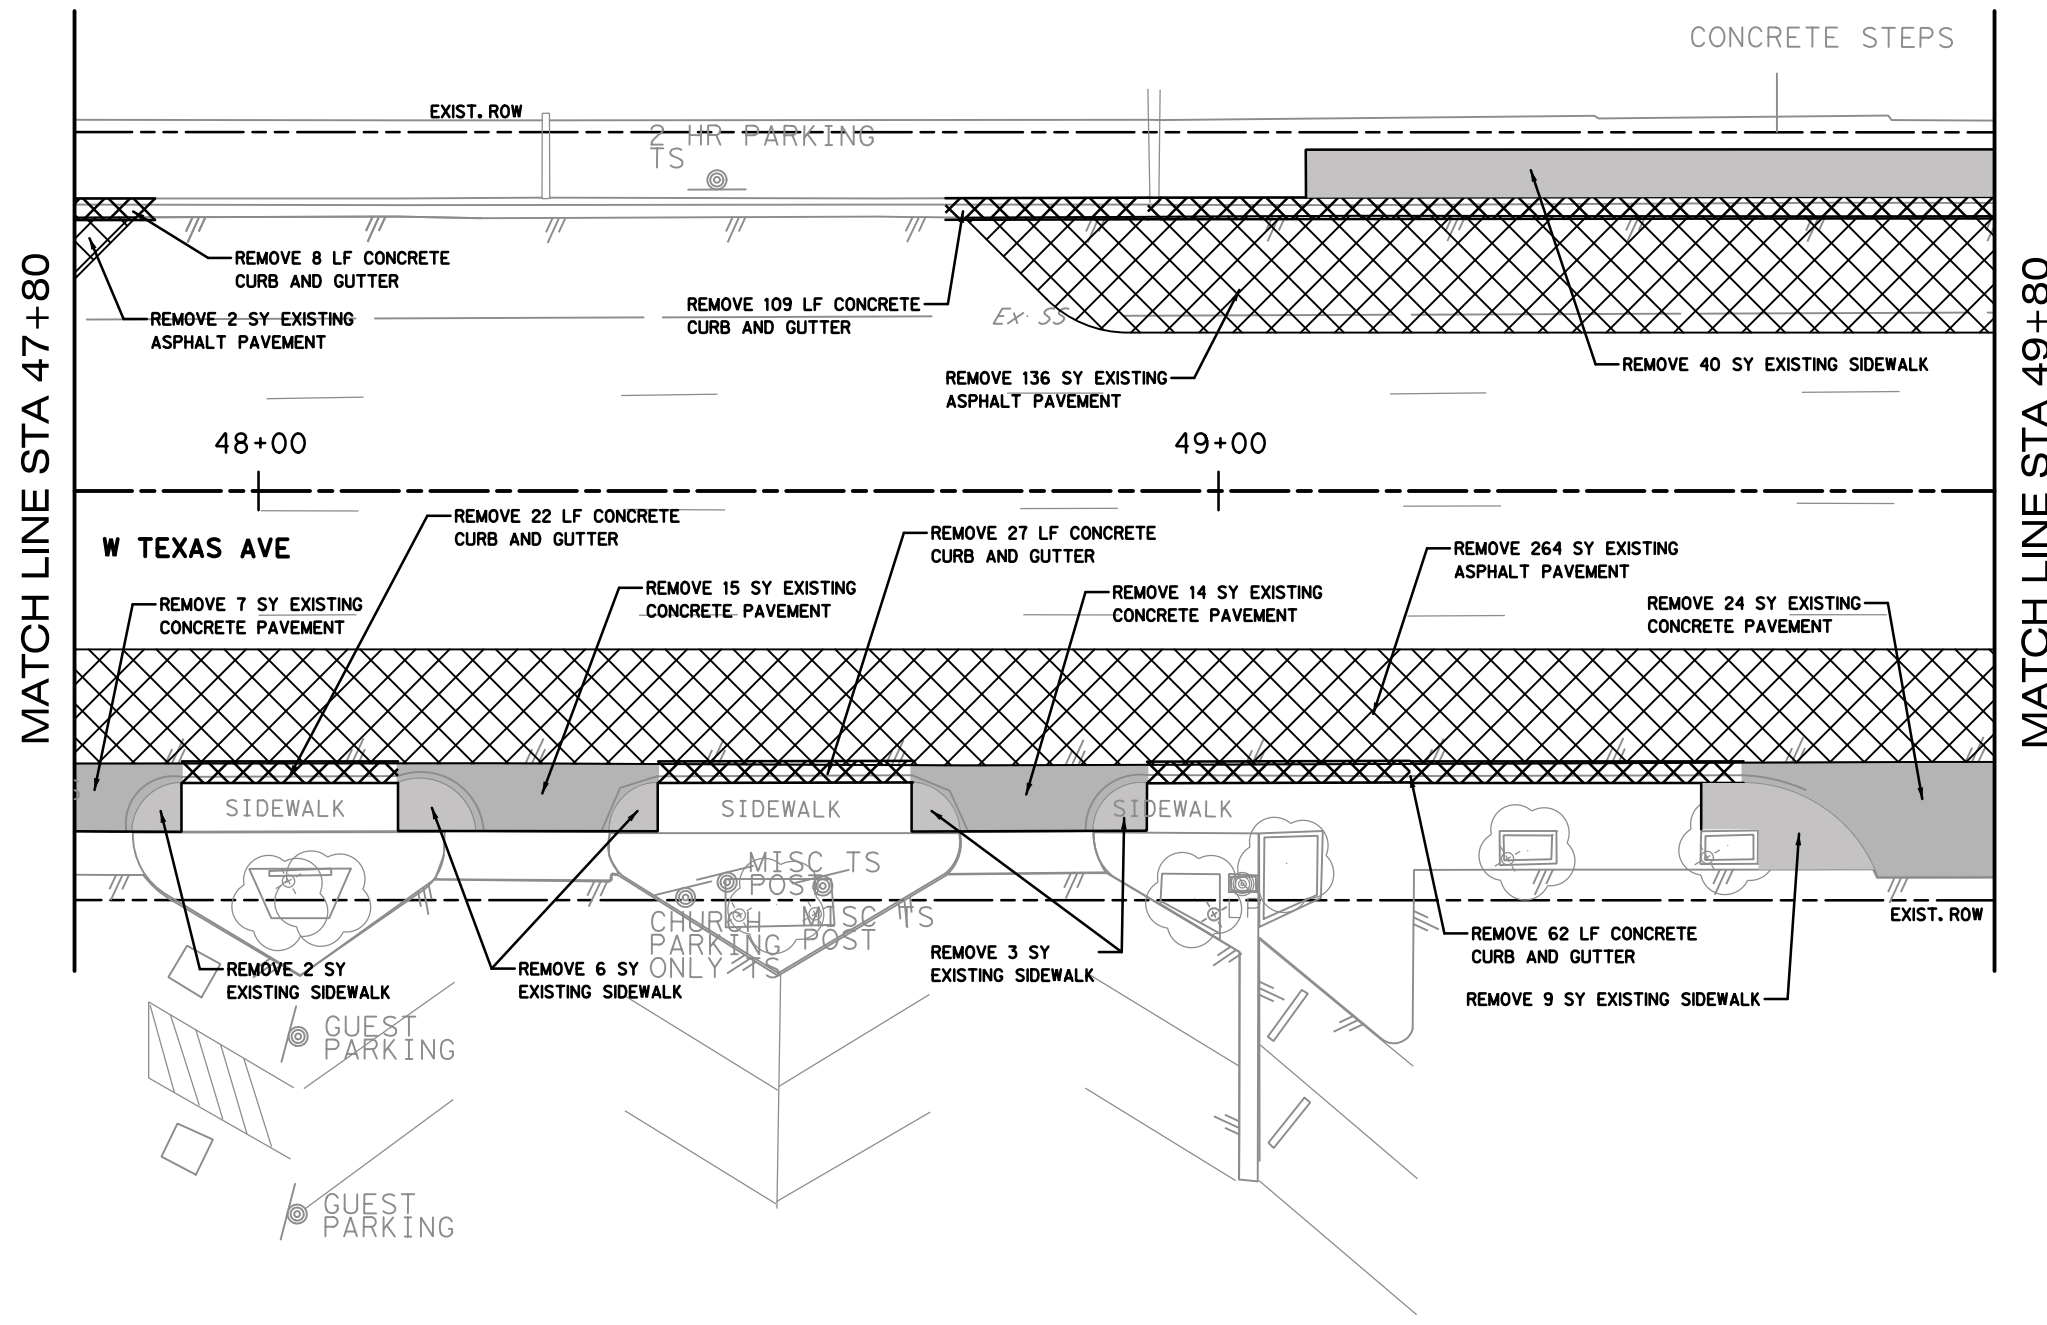 CONCRETE STEPS
EXIST. ROW
2 HR PARKING
TS
REMOVE 8 LF CONCRETE
CURB AND GUTTER
REMOVE 109 LF CONCRETE
CURB AND GUTTER
Ex. SS
REMOVE 2 SY EXISTING
ASPHALT PAVEMENT
REMOVE 136 SY EXISTING
ASPHALT PAVEMENT
REMOVE 40 SY EXISTING SIDEWALK
MATCH LINE STA 47+80
48+00
49+00
MATCH LINE STA 49+80
W TEXAS AVE
REMOVE 22 LF CONCRETE
CURB AND GUTTER
REMOVE 27 LF CONCRETE
CURB AND GUTTER
REMOVE 264 SY EXISTING
ASPHALT PAVEMENT
REMOVE 7 SY EXISTING
CONCRETE PAVEMENT
REMOVE 15 SY EXISTING
CONCRETE PAVEMENT
REMOVE 14 SY EXISTING
CONCRETE PAVEMENT
REMOVE 24 SY EXISTING
CONCRETE PAVEMENT
SIDEWALK
SIDEWALK
SIDEWALK
MISC TS
POST
CHURCH
PARKING
ONLY TS
MISC TS
POST
LP
EXIST. ROW
REMOVE 2 SY
EXISTING SIDEWALK
REMOVE 6 SY
EXISTING SIDEWALK
REMOVE 3 SY
EXISTING SIDEWALK
REMOVE 62 LF CONCRETE
CURB AND GUTTER
REMOVE 9 SY EXISTING SIDEWALK
GUEST
PARKING
GUEST
PARKING